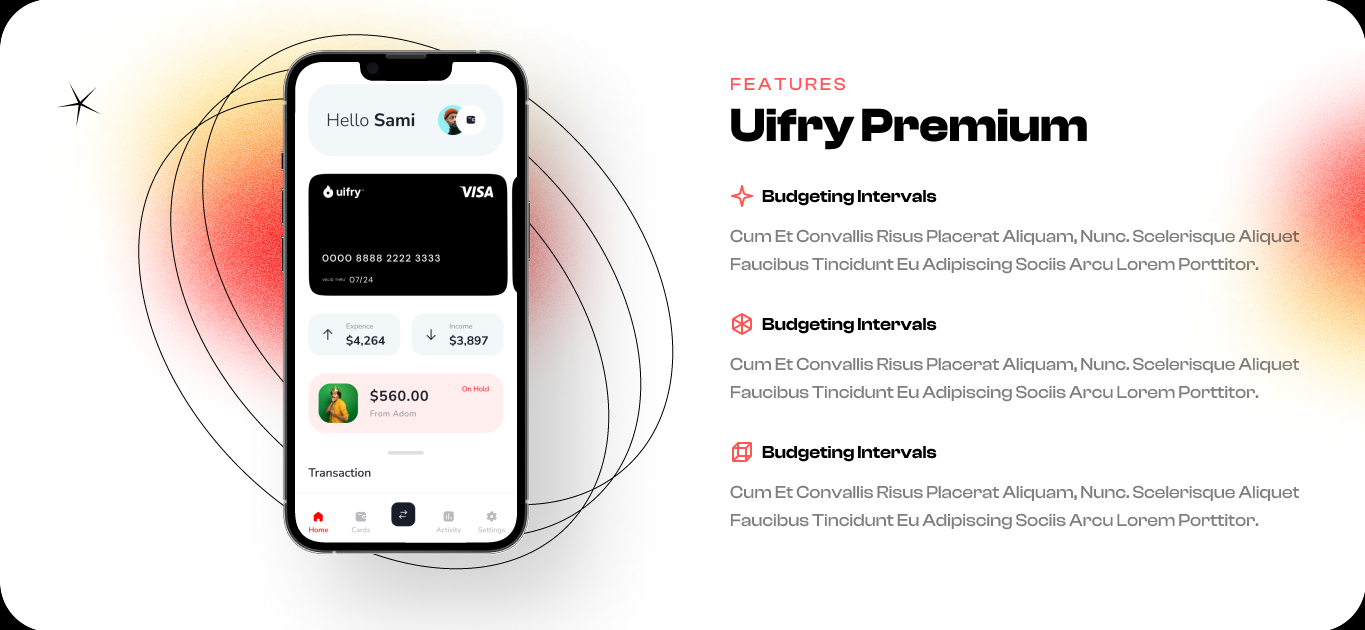 Hello Sami
uifry
VISA
0000 8888 2222 3333
VALID THRU 07/24
Expence
$4,264
Income
$3,897
$560.00
On Hold
From Adom
Transaction
Home
Cards
Activity
Settings
FEATURES
Uifry Premium
Budgeting Intervals
Cum Et Convallis Risus Placerat Aliquam, Nunc. Scelerisque Aliquet
Faucibus Tincidunt Eu Adipiscing Sociis Arcu Lorem Porttitor.
Budgeting Intervals
Cum Et Convallis Risus Placerat Aliquam, Nunc. Scelerisque Aliquet
Faucibus Tincidunt Eu Adipiscing Sociis Arcu Lorem Porttitor.
Budgeting Intervals
Cum Et Convallis Risus Placerat Aliquam, Nunc. Scelerisque Aliquet
Faucibus Tincidunt Eu Adipiscing Sociis Arcu Lorem Porttitor.